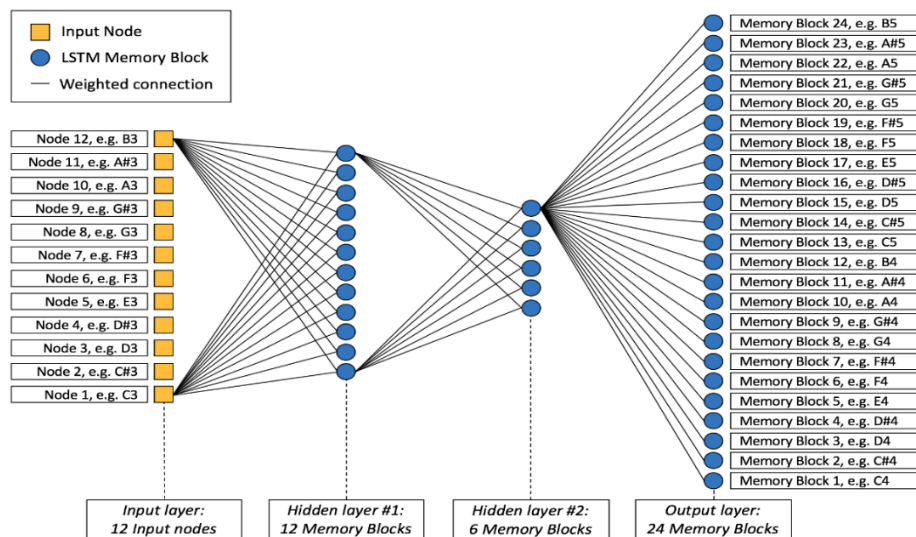 Input Node
LSTM Memory Block
Weighted connection
Node 12, e.g. B3
Node 11, e.g. A#3
Node 10, e.g. A3
Node 9, e.g. G#3
Node 8, e.g. G3
Node 7, e.g. F#3
Node 6, e.g. F3
Node 5, e.g. E3
Node 4, e.g. D#3
Node 3, e.g. D3
Node 2, e.g. C#3
Node 1, e.g. C3
Memory Block 24, e.g. B5
Memory Block 23, e.g. A#5
Memory Block 22, e.g. A5
Memory Block 21, e.g. G#5
Memory Block 20, e.g. G5
Memory Block 19, e.g. F#5
Memory Block 18, e.g. F5
Memory Block 17, e.g. E5
Memory Block 16, e.g. D#5
Memory Block 15, e.g. D5
Memory Block 14, e.g. C#5
Memory Block 13, e.g. C5
Memory Block 12, e.g. B4
Memory Block 11, e.g. A#4
Memory Block 10, e.g. A4
Memory Block 9, e.g. G#4
Memory Block 8, e.g. G4
Memory Block 7, e.g. F#4
Memory Block 6, e.g. F4
Memory Block 5, e.g. E4
Memory Block 4, e.g. D#4
Memory Block 3, e.g. D4
Memory Block 2, e.g. C#4
Memory Block 1, e.g. C4
Input layer:
12 Input nodes
Hidden layer #1:
12 Memory Blocks
Hidden layer #2:
6 Memory Blocks
Output layer:
24 Memory Blocks